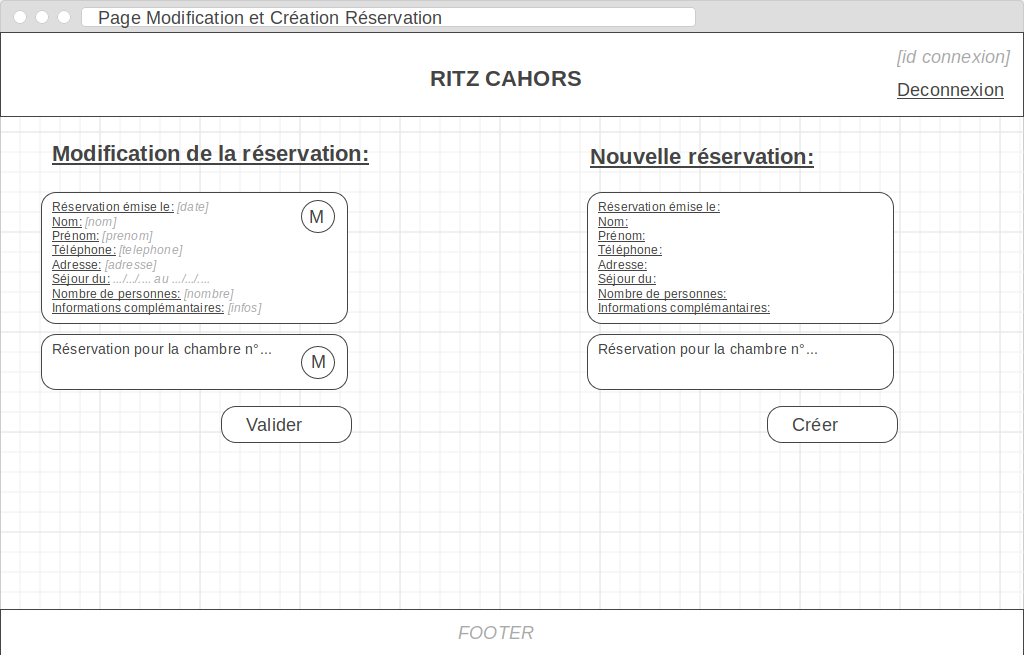 Page Modification et Création Réservation
[id connexion]
RITZ CAHORS
Deconnexion
Modification de la réservation:
Réservation émise le: [date]
M
Nom: [nom]
Prénom: [prenom]
Téléphone: [telephone]
Adresse: [adresse]
Séjour du: .../.../.... au .../.../....
Nombre de personnes: [nombre]
Informations complémantaires: [infos]
Réservation pour la chambre n°...
M
Valider
Nouvelle réservation:
Réservation émise le:
Nom:
Prénom:
Téléphone:
Adresse:
Séjour du:
Nombre de personnes:
Informations complémantaires:
Réservation pour la chambre n°...
Créer
FOOTER